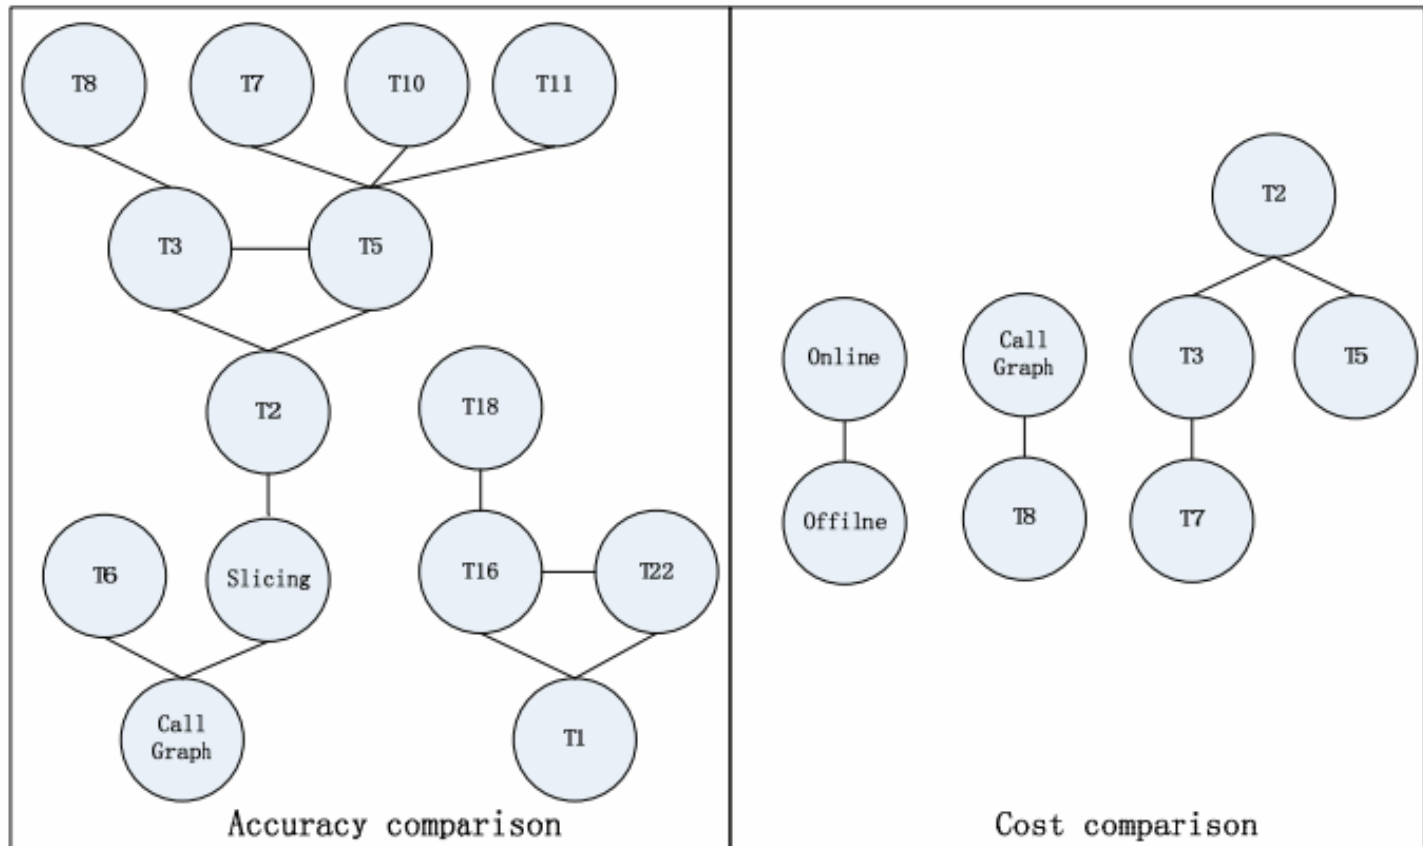 T8
T7
T10
T11
T3
T5
T2
T18
T6
Slicing
T16
T22
Call
Graph
T1
Accuracy comparison
T2
Online
Call
Graph
T3
T5
Offilne
T8
T7
Cost comparison